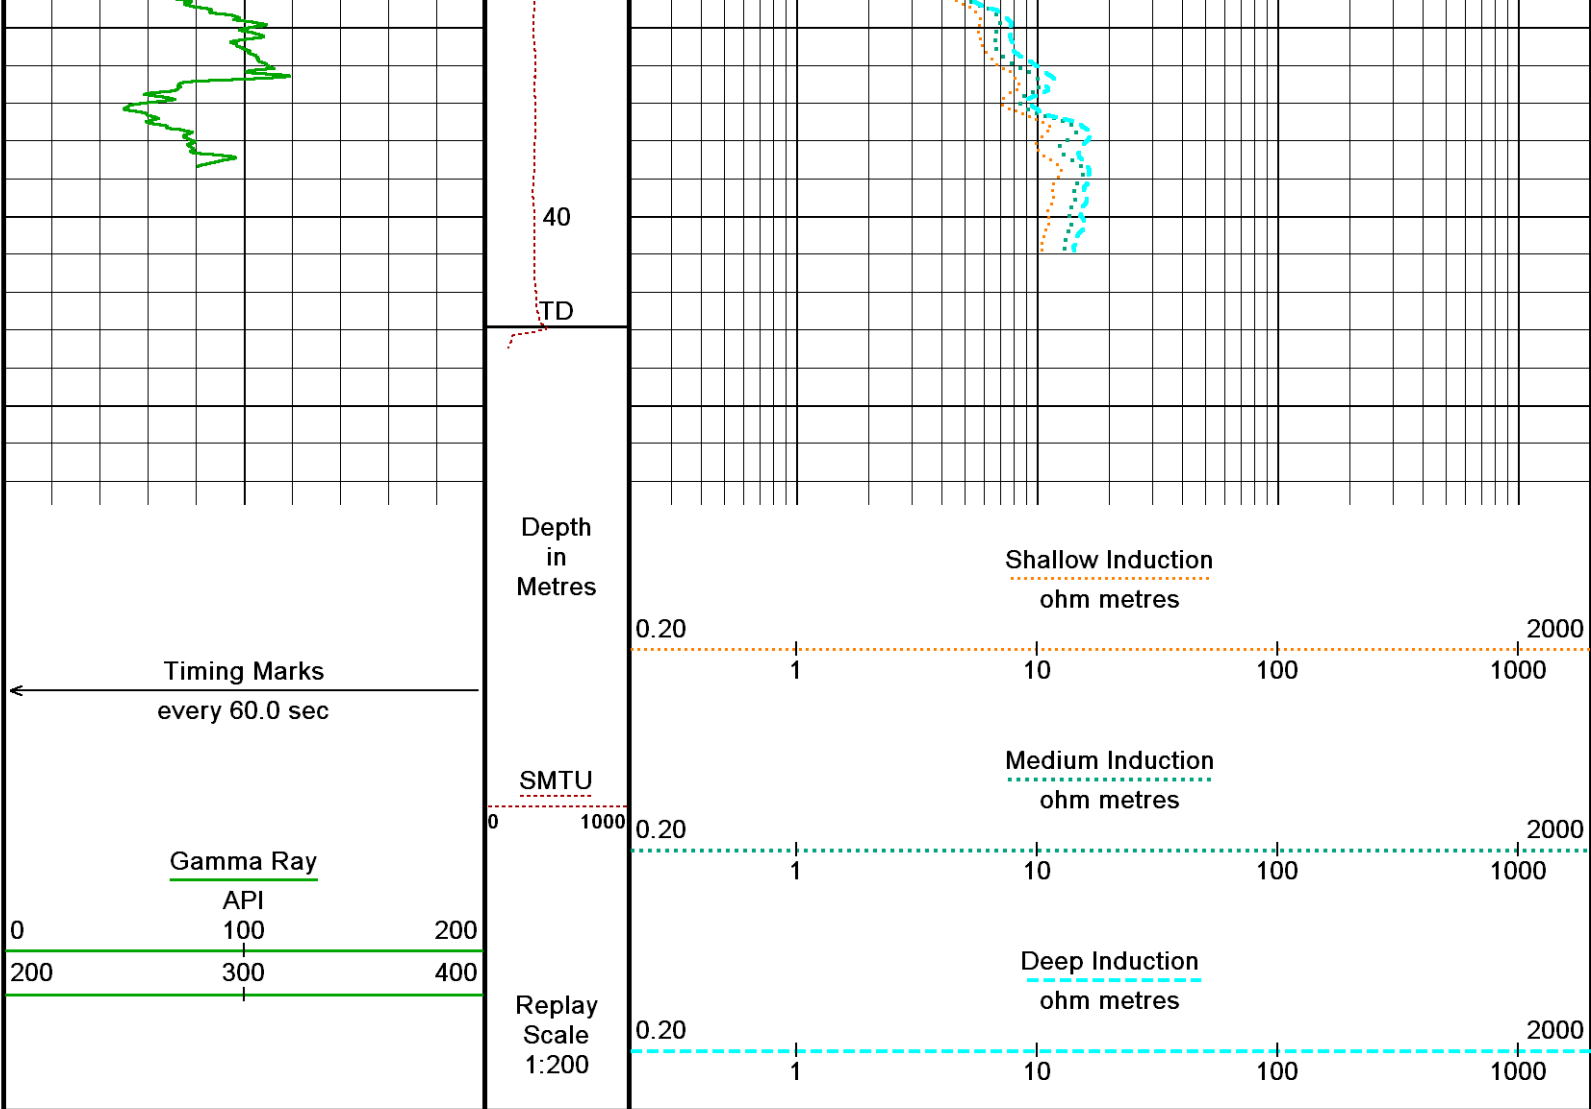 40
TD
Depth
in
Metres
Timing Marks
every 60.0 sec
SMTU
0 1000
Gamma Ray
API
0 100 200
200 300 400
Replay
Scale
1:200
Shallow Induction
ohm metres
0.20 2000
1 10 100 1000
Medium Induction
ohm metres
0.20 2000
1 10 100 1000
Deep Induction
ohm metres
0.20 2000
1 10 100 1000